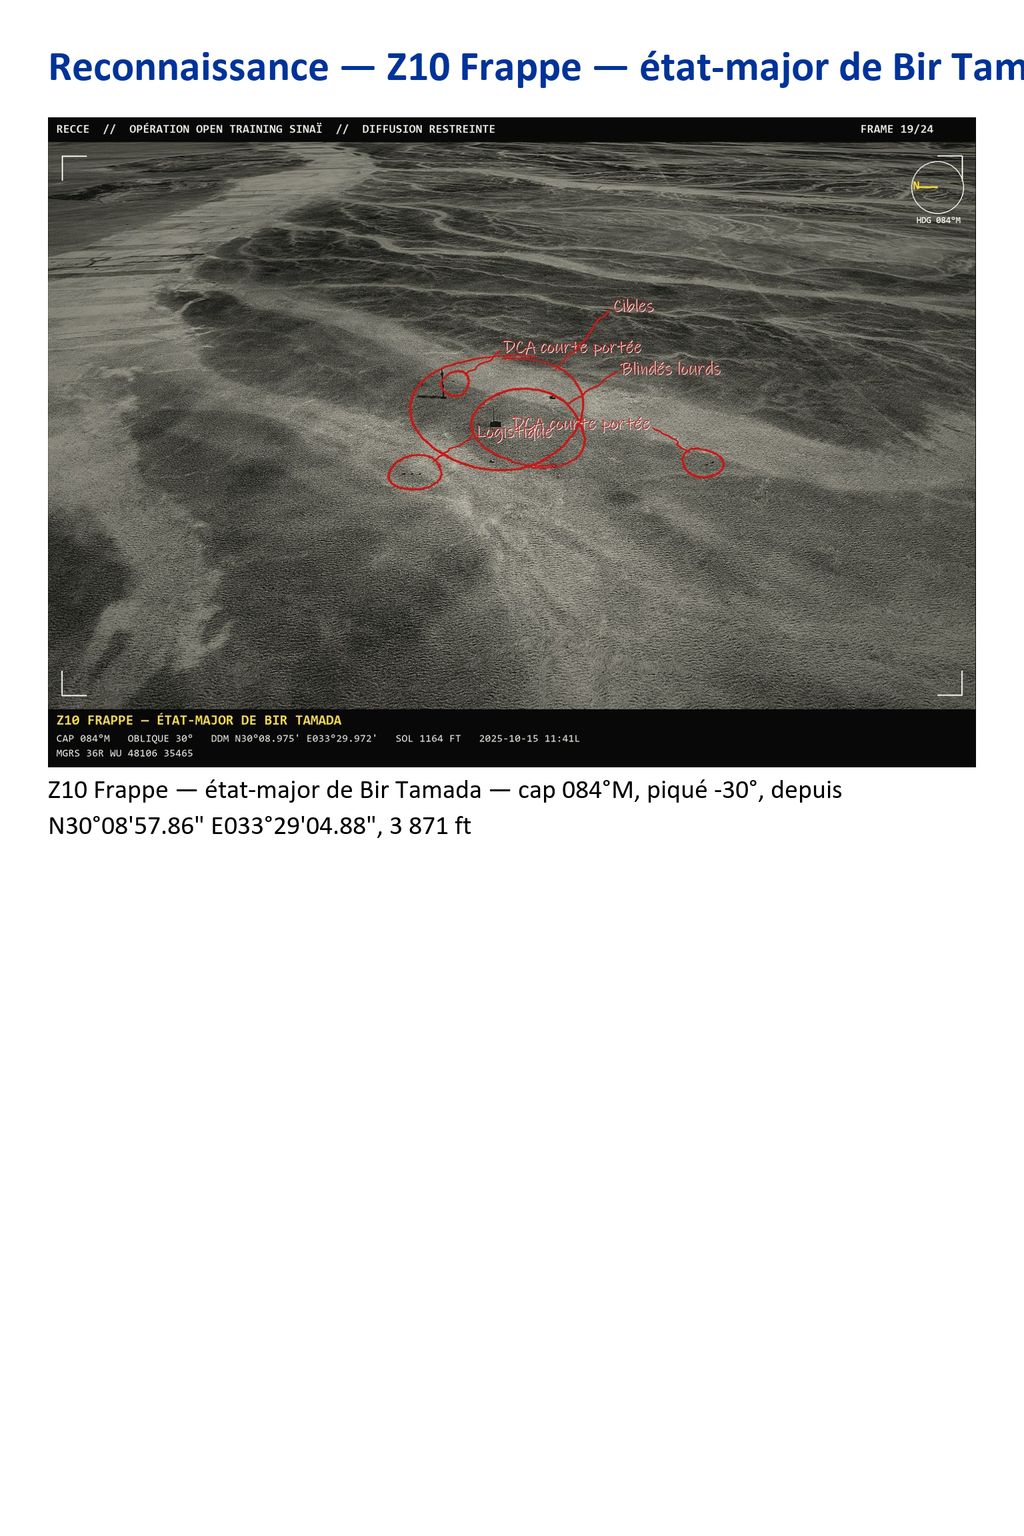 Reconnaissance — Z10 Frappe — état-major de Bir Tam
RECCE // OPÉRATION OPEN TRAINING SINAÏ // DIFFUSION RESTREINTE FRAME 19/24
N
HDG 084°M
Cibles
DCA courte portée
Blindés lourds
DCA courte portée
Logistique
Z10 FRAPPE — ÉTAT-MAJOR DE BIR TAMADA
CAP 084°M OBLIQUE 30° DDM N30°08.975' E033°29.972' SOL 1164 FT 2025-10-15 11:41L
MGRS 36R WU 48106 35465
Z10 Frappe — état-major de Bir Tamada — cap 084°M, piqué -30°, depuis
N30°08'57.86" E033°29'04.88", 3 871 ft